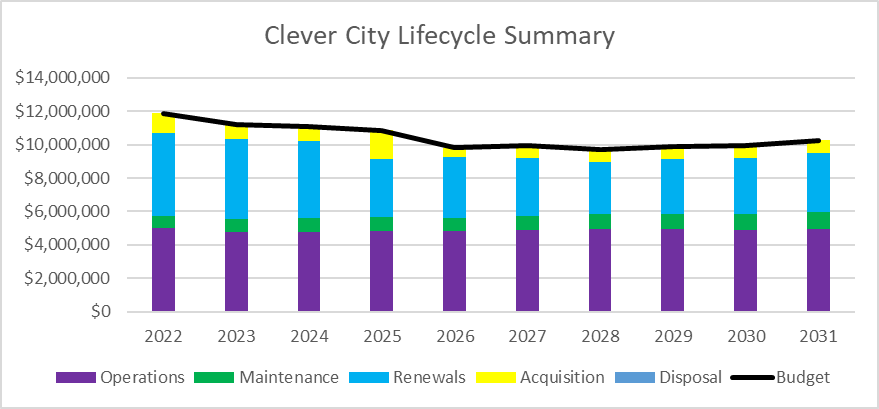 Clever City Lifecycle Summary
$14,000,000
$12,000,000
$10,000,000
$8,000,000
$6,000,000
$4,000,000
$2,000,000
$0
2022 2023 2024 2025 2026 2027 2028 2029 2030 2031
Operations Maintenance Renewals Acquisition Disposal Budget